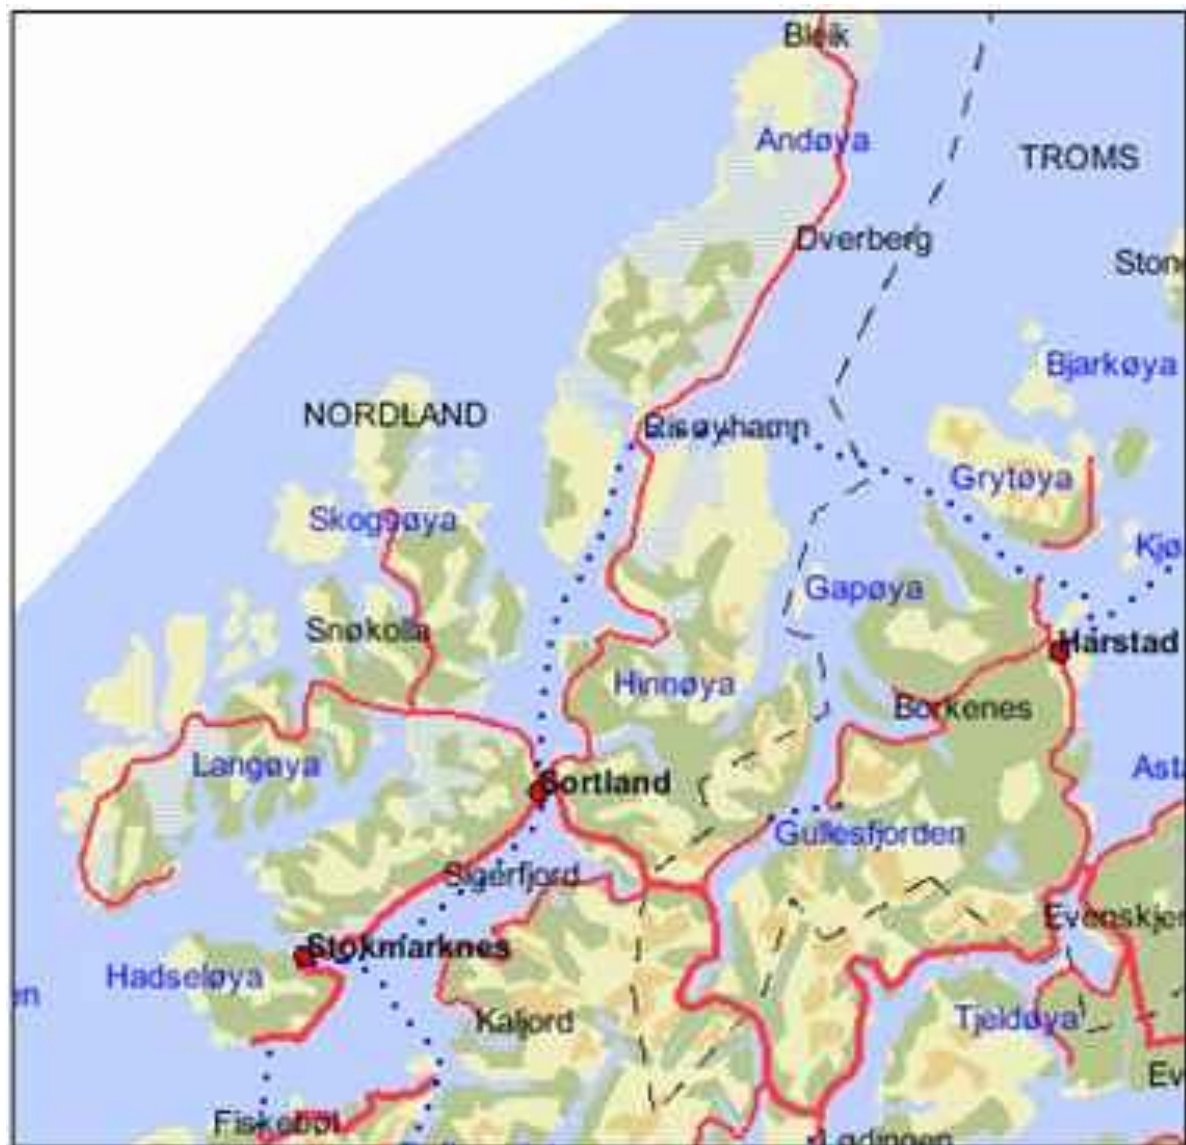 Bleik
Andøya
TROMS
Dverberg
Bjarkøya
NORDLAND
Risøyhamn
Grytøya
Skogsøya
Gapøya
Snøkolla
Harstad
Hinnøya
Borkenes
Langøya
Sortland
Gullesfjorden
Sigerfjord
Stokmarknes
Hadseløya
Kaljord
Tjeldøya
Fiskebøl
Lødingen